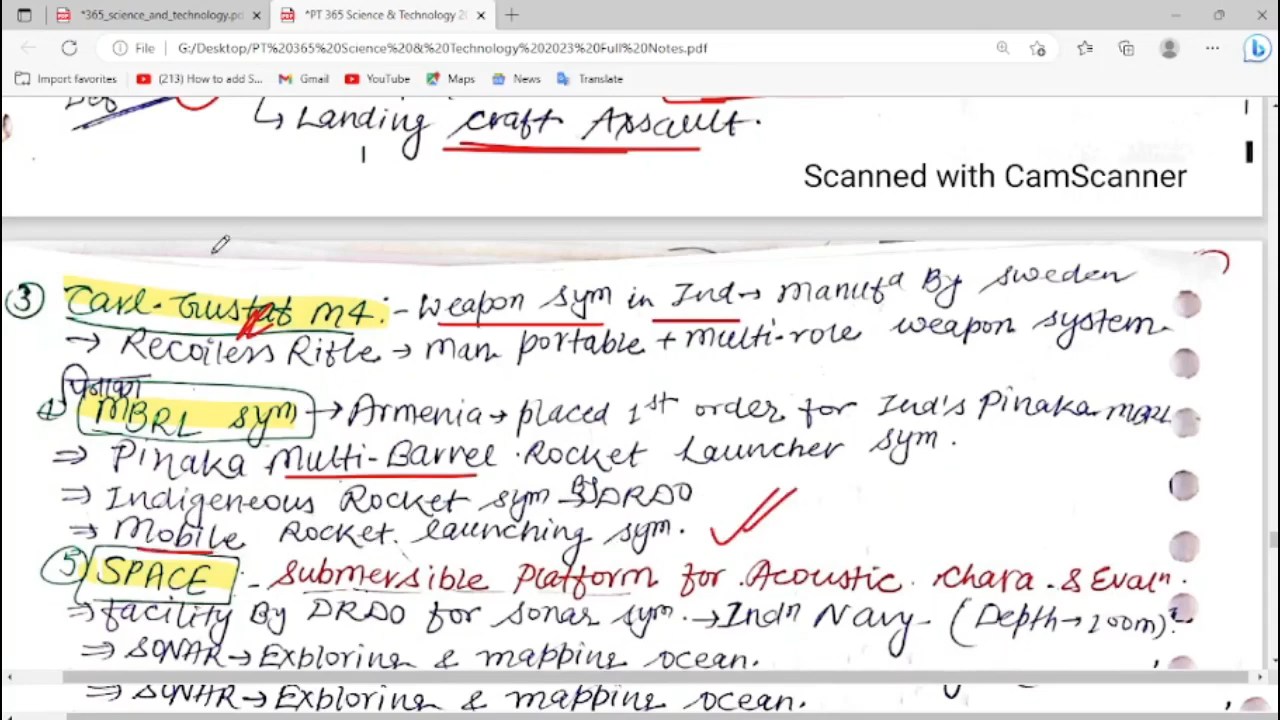 *365_science_and_technology.pd
*PT 365 Science & Technology 20
File
G:/Desktop/PT%20365%20Science%20&%20Technology%202023%20Full%20Notes.pdf
Import favorites
(213) How to add S...
Gmail
YouTube
Maps
News
Translate
↳ Landing craft Assault.
Scanned with CamScanner
③ Carl-Gustaf M4: - Weapon sym in Ind → Manufd By Sweden
→ Recoiless Rifle → man portable + multi-role weapon system
पिनाका
4 MBRL sym → Armenia → placed 1st order for Ind's Pinaka MBRL
⇒ Pinaka Multi-Barrel Rocket Launcher sym.
⇒ Indigeneous Rocket sym → By DRDO
⇒ Mobile Rocket launching sym.
⑤ SPACE - Submersible Platform for Acoustic Chara. & Evaln.
⇒ facility By DRDO for sonar sym. → Indn Navy - (Depth → 100m)
⇒ SONAR → Exploring & mapping ocean.
⇒ SONAR → Exploring & mapping ocean.